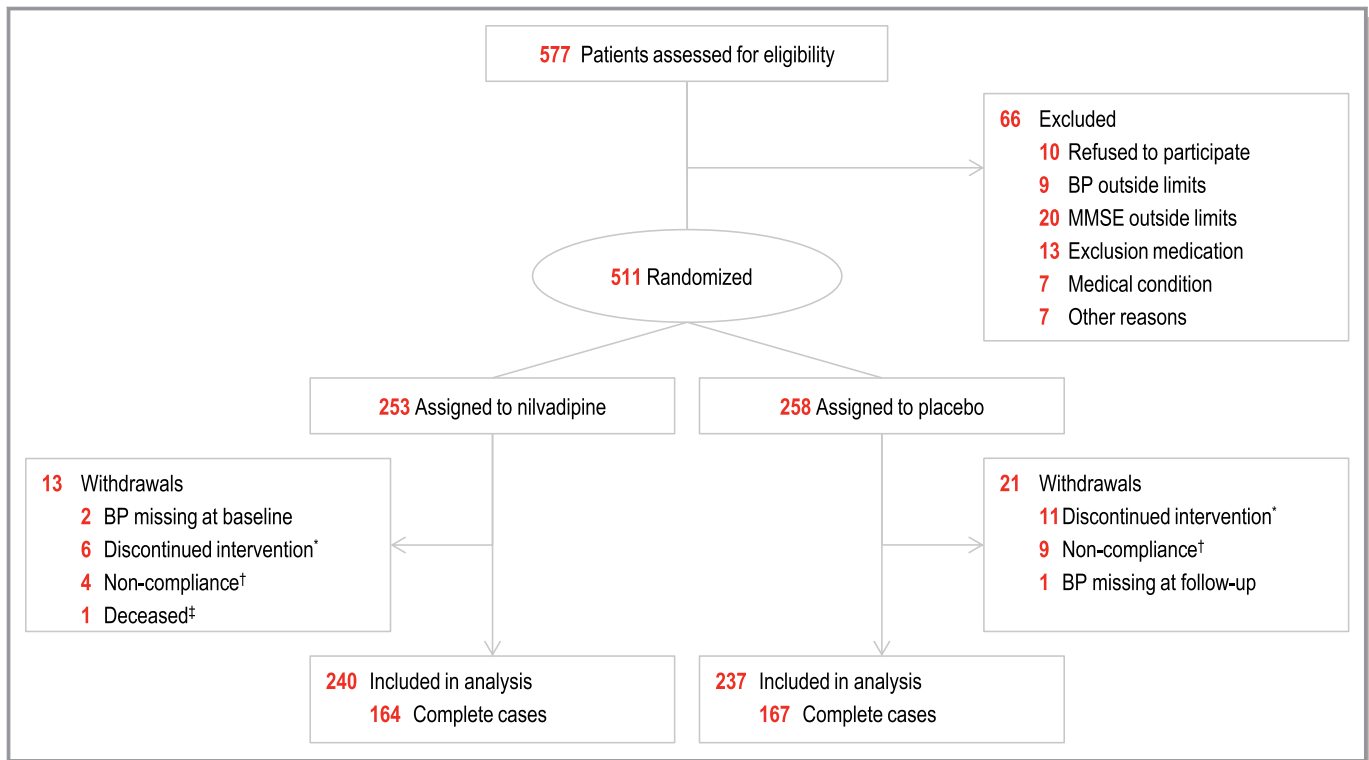 577 Patients assessed for eligibility
66 Excluded
10 Refused to participate
9 BP outside limits
20 MMSE outside limits
13 Exclusion medication
7 Medical condition
7 Other reasons
511 Randomized
253 Assigned to nilvadipine
258 Assigned to placebo
13 Withdrawals
2 BP missing at baseline
6 Discontinued intervention*
4 Non-compliance†
1 Deceased‡
21 Withdrawals
11 Discontinued intervention*
9 Non-compliance†
1 BP missing at follow-up
240 Included in analysis
164 Complete cases
237 Included in analysis
167 Complete cases